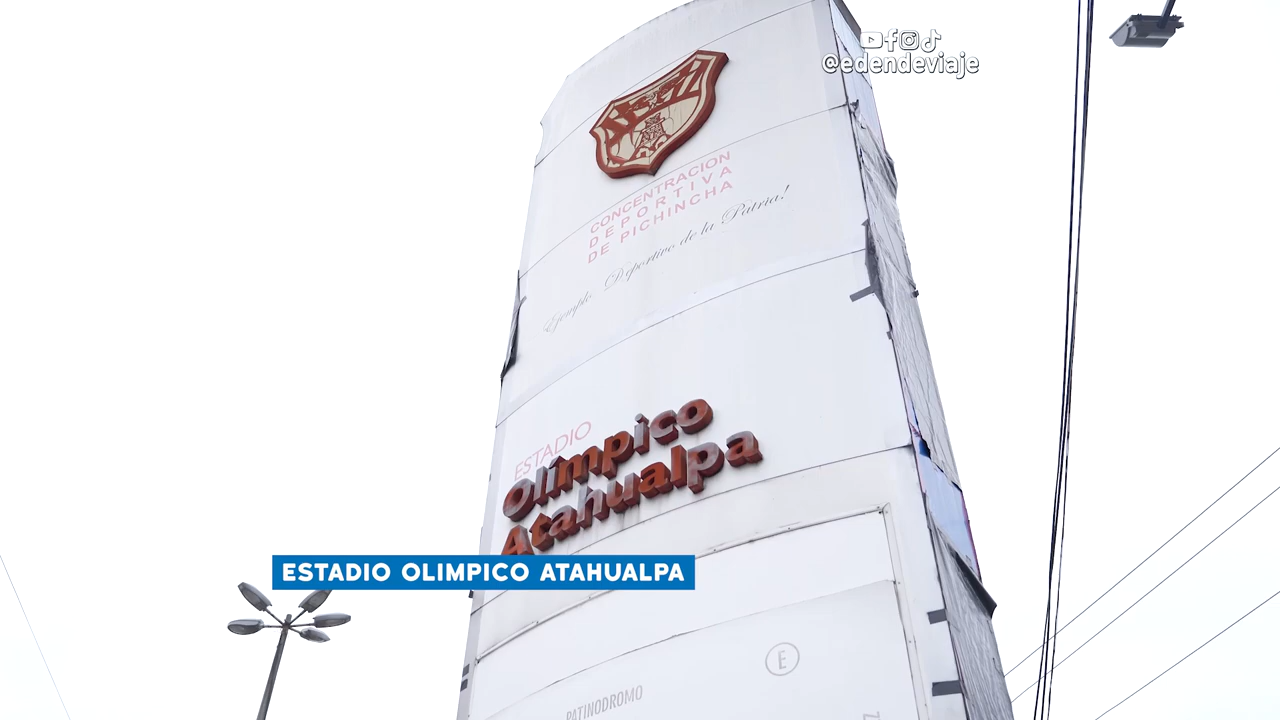 @edendeviaje
CONCENTRACION
DEPORTIVA
DE PICHINCHA
Ejemplo Deportivo de la Patria!
ESTADIO
Olímpico
Atahualpa
ESTADIO OLIMPICO ATAHUALPA
E
PATINODROMO